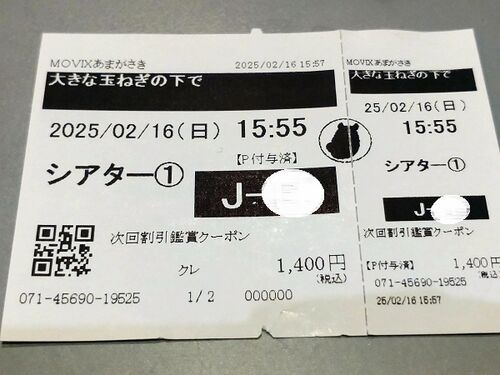 MOVIXあまがさき 2025/02/16 15:57
大きな玉ねぎの下で
2025/02/16(日) 15:55
【P付与済】
シアター①
J-
次回割引鑑賞クーポン
クレ 1,400円
(税込)
071-45690-19525 1/2 000000
MOVIXあまがさき
大きな玉ねぎの下で
25/02/16(日)
15:55
シアター①
J-
次回割引鑑賞クーポン
【P付与済】 1,400円
(税込)
071-45690-19525
25/02/16 15:57